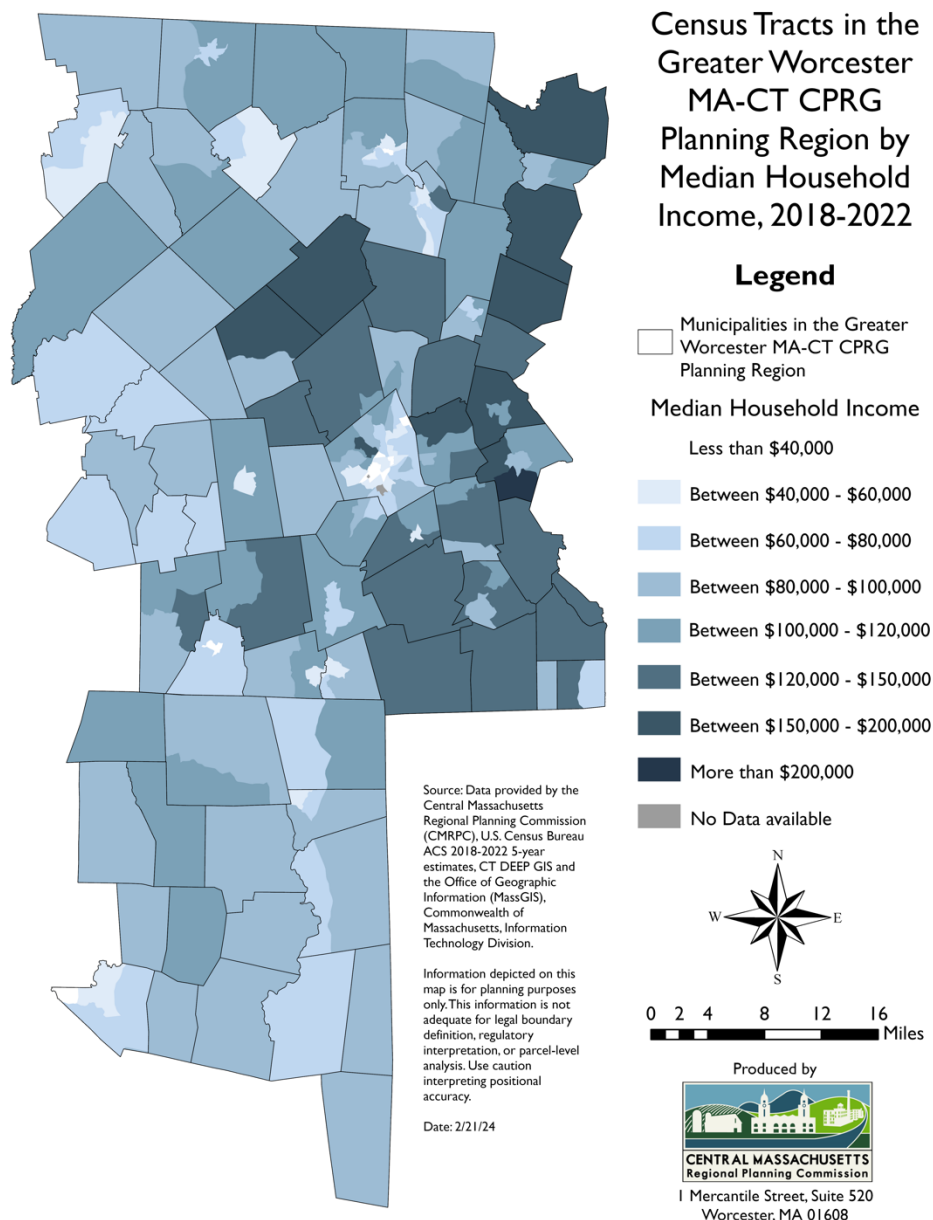 Census Tracts in the
Greater Worcester
MA-CT CPRG
Planning Region by
Median Household
Income, 2018-2022
Legend
Municipalities in the Greater
Worcester MA-CT CPRG
Planning Region
Median Household Income
Less than $40,000
Between $40,000 - $60,000
Between $60,000 - $80,000
Between $80,000 - $100,000
Between $100,000 - $120,000
Between $120,000 - $150,000
Between $150,000 - $200,000
More than $200,000
No Data available
Source: Data provided by the
Central Massachusetts
Regional Planning Commission
(CMRPC), U.S. Census Bureau
ACS 2018-2022 5-year
estimates, CT DEEP GIS and
the Office of Geographic
Information (MassGIS),
Commonwealth of
Massachusetts, Information
Technology Division.
Information depicted on this
map is for planning purposes
only. This information is not
adequate for legal boundary
definition, regulatory
interpretation, or parcel-level
analysis. Use caution
interpreting positional
accuracy.
Date: 2/21/24
N
W E
S
0 2 4 8 12 16
Miles
Produced by
CENTRAL MASSACHUSETTS
Regional Planning Commission
1 Mercantile Street, Suite 520
Worcester, MA 01608